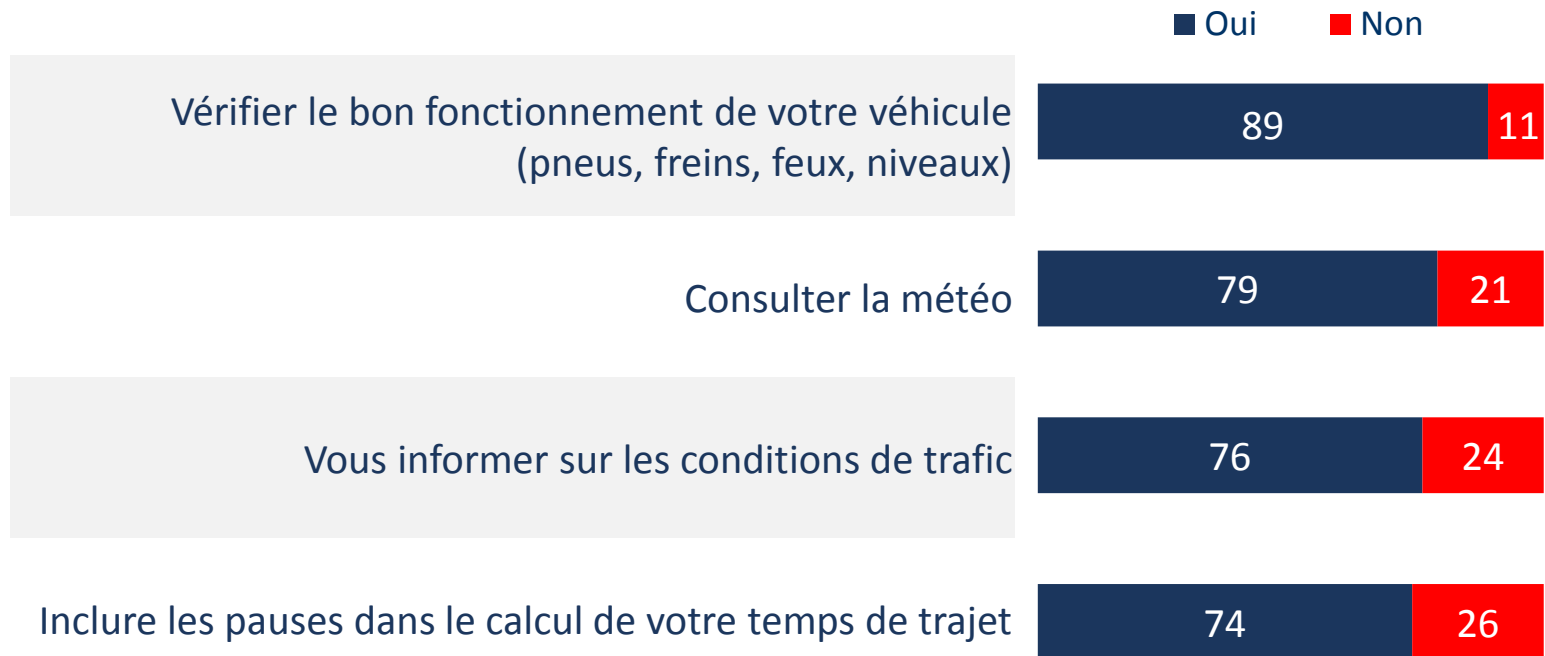 Oui Non
Vérifier le bon fonctionnement de votre véhicule
(pneus, freins, feux, niveaux)
89 11
Consulter la météo
79 21
Vous informer sur les conditions de trafic
76 24
Inclure les pauses dans le calcul de votre temps de trajet
74 26